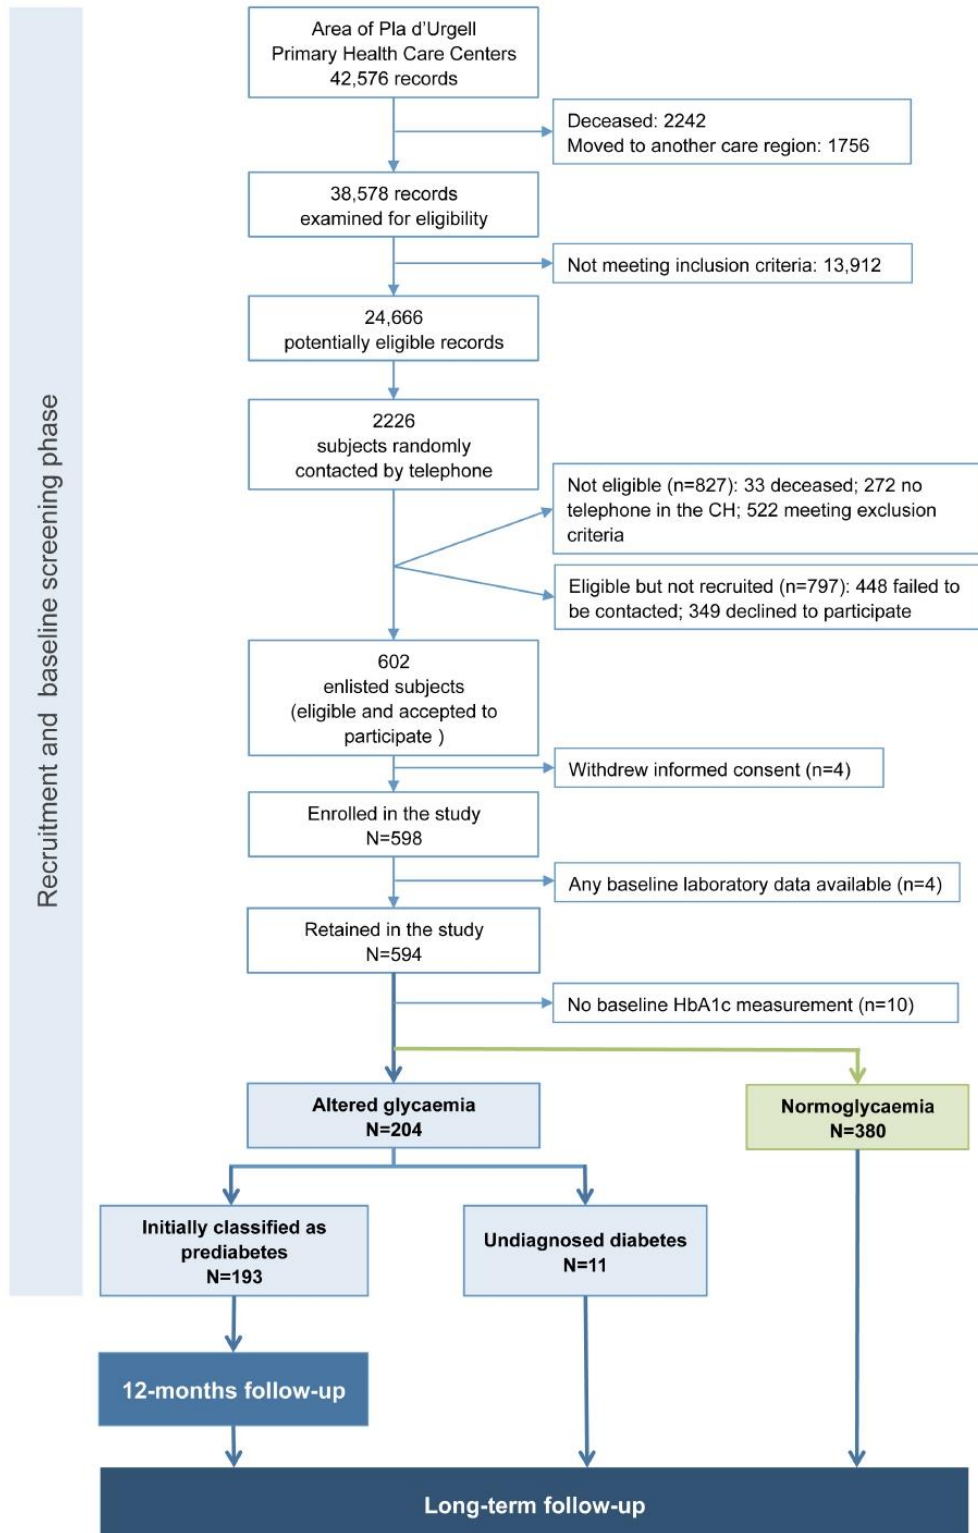 Recruitment and baseline screening phase
Area of Pla d'Urgell
Primary Health Care Centers
42,576 records
Deceased: 2242
Moved to another care region: 1756
38,578 records
examined for eligibility
Not meeting inclusion criteria: 13,912
24,666
potentially eligible records
2226
subjects randomly
contacted by telephone
Not eligible (n=827): 33 deceased; 272 no
telephone in the CH; 522 meeting exclusion
criteria
Eligible but not recruited (n=797): 448 failed to
be contacted; 349 declined to participate
602
enlisted subjects
(eligible and accepted to
participate )
Withdrew informed consent (n=4)
Enrolled in the study
N=598
Any baseline laboratory data available (n=4)
Retained in the study
N=594
No baseline HbA1c measurement (n=10)
Altered glycaemia
N=204
Normoglycaemia
N=380
Initially classified as
prediabetes
N=193
Undiagnosed diabetes
N=11
12-months follow-up
Long-term follow-up